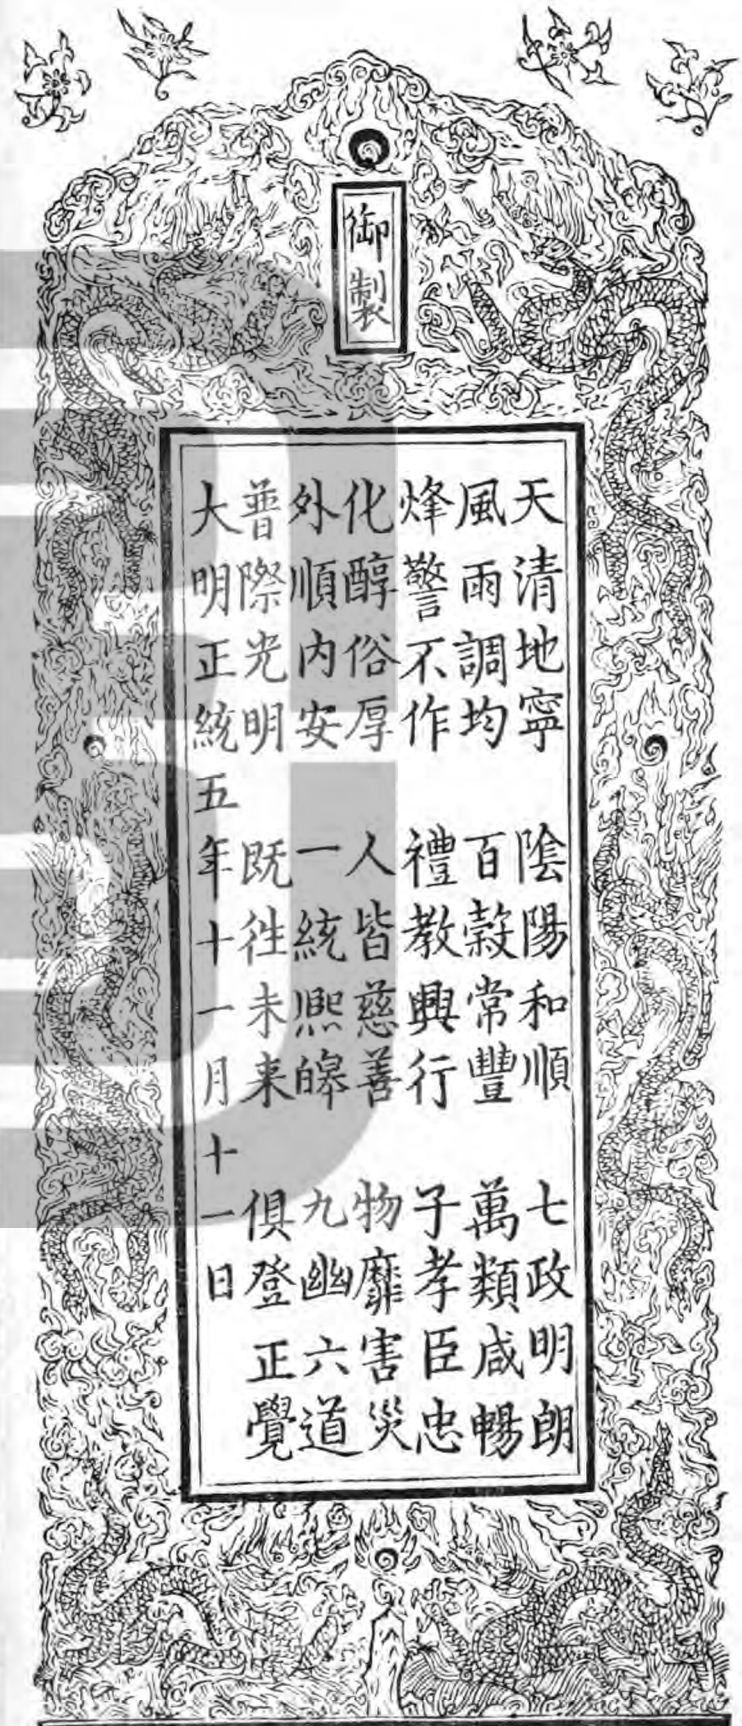 御製
天清地寧 陰陽和順 七政明朗
風雨調均 百穀常豐 萬類咸暢
烽警不作 禮教興行 子孝臣忠
化醇俗厚 人皆慈善 物靡害災
外順内安 一統熈皞 九幽六道
普際光明 既徃未来 俱登正覺
大明正統五年十一月十一日